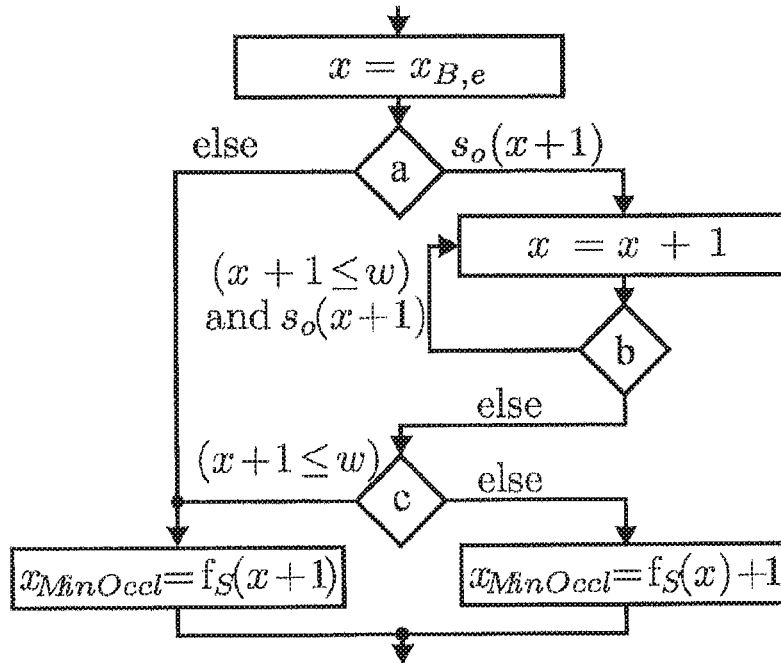 x = x_{B,e}
else
a
s_o(x+1)
x = x + 1
(x + 1 ≤ w)
and s_o(x+1)
b
else
(x+1 ≤ w)
c
else
x_{MinOccl} = f_S(x+1)
x_{MinOccl} = f_S(x)+1